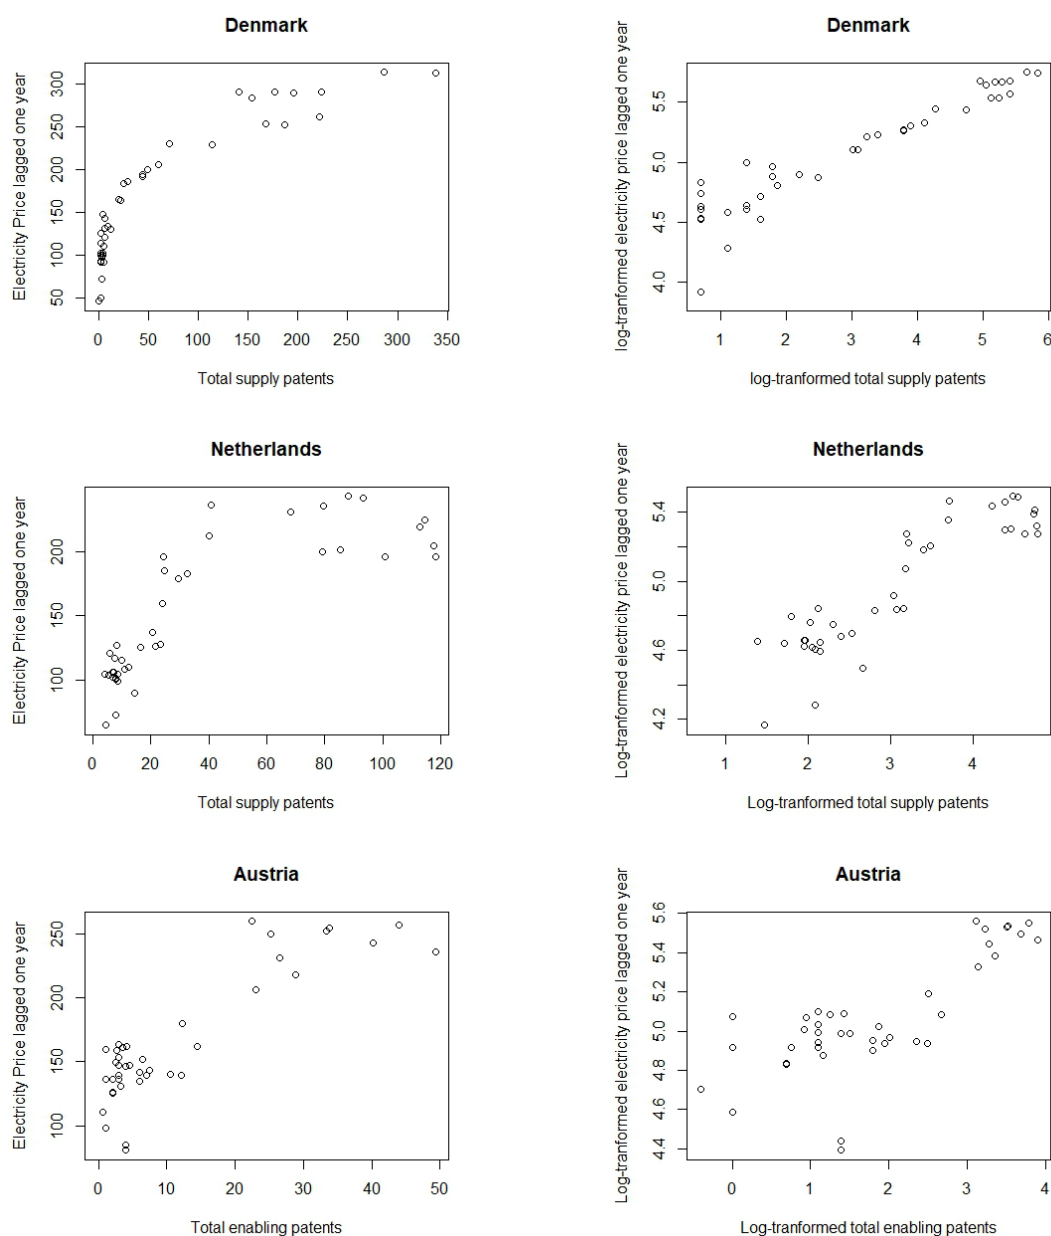 Denmark
Electricity Price lagged one year
300
250
200
150
100
50
0 50 100 150 200 250 300 350
Total supply patents
Denmark
log-tranformed electricity price lagged one year
5.5
5.0
4.5
4.0
1 2 3 4 5 6
log-tranformed total supply patents
Netherlands
Electricity Price lagged one year
200
150
100
0 20 40 60 80 100 120
Total supply patents
Netherlands
Log-tranformed electricity price lagged one year
5.4
5.0
4.6
4.2
1 2 3 4
Log-tranformed total supply patents
Austria
Electricity Price lagged one year
250
200
150
100
0 10 20 30 40 50
Total enabling patents
Austria
Log-tranformed electricity price lagged one year
5.6
5.4
5.2
5.0
4.8
4.6
4.4
0 1 2 3 4
Log-tranformed total enabling patents